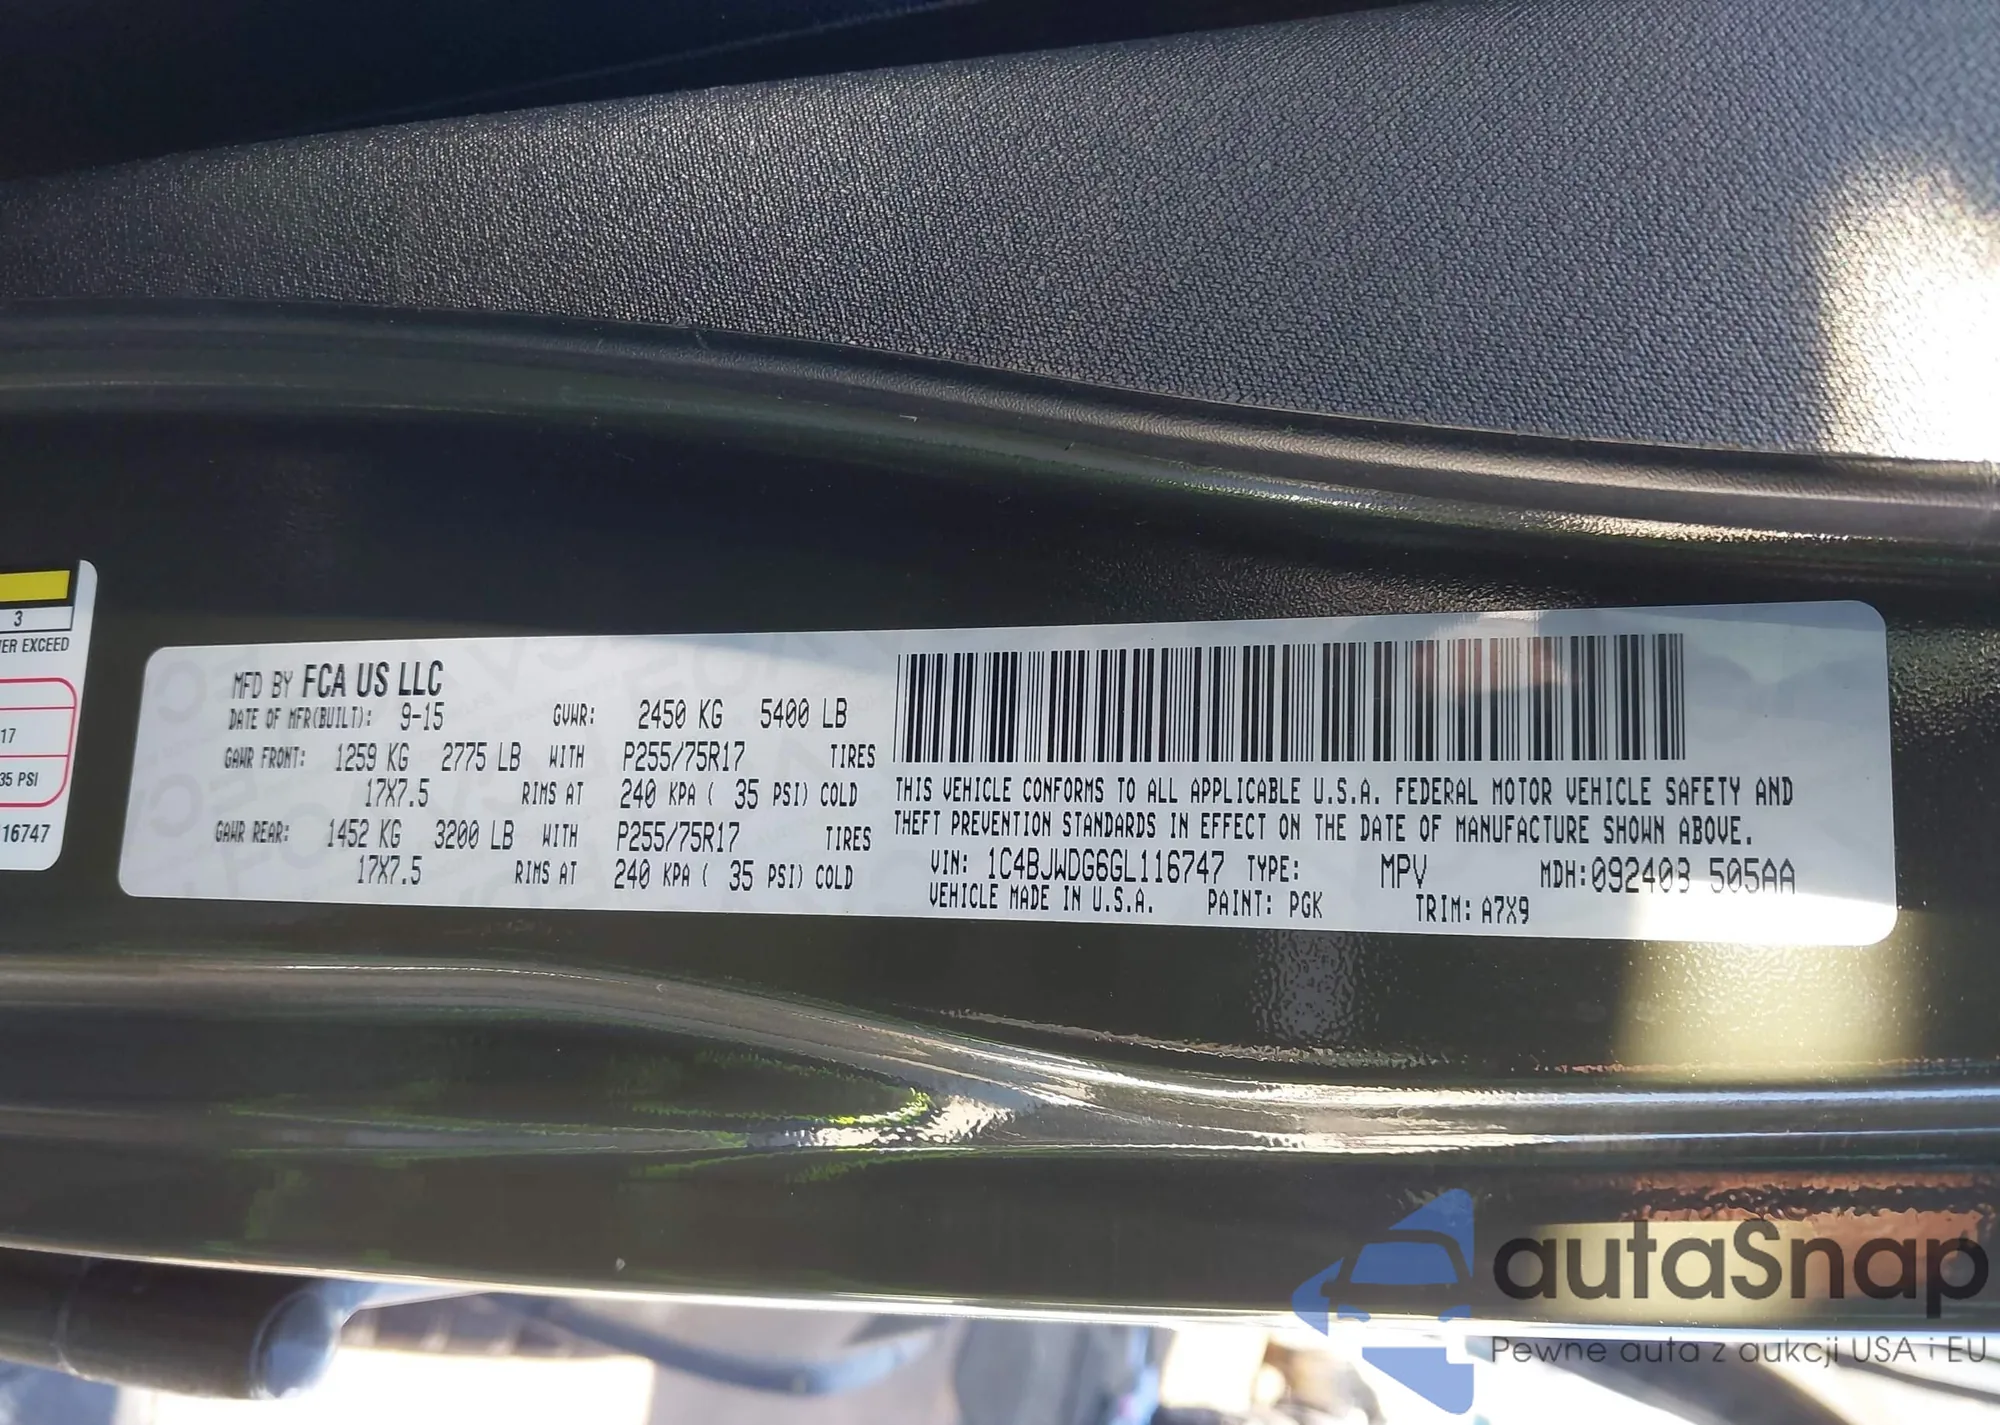 3
ER EXCEED
17
35 PSI
16747
MFD BY FCA US LLC
DATE OF MFR(BUILT): 9-15 GVWR: 2450 KG 5400 LB
GAWR FRONT: 1259 KG 2775 LB WITH P255/75R17 TIRES
17X7.5 RIMS AT 240 KPA ( 35 PSI) COLD
GAWR REAR: 1452 KG 3200 LB WITH P255/75R17 TIRES
17X7.5 RIMS AT 240 KPA ( 35 PSI) COLD
THIS VEHICLE CONFORMS TO ALL APPLICABLE U.S.A. FEDERAL MOTOR VEHICLE SAFETY AND
THEFT PREVENTION STANDARDS IN EFFECT ON THE DATE OF MANUFACTURE SHOWN ABOVE.
VIN: 1C4BJWDG6GL116747 TYPE: MPV MDH:092403 505AA
VEHICLE MADE IN U.S.A. PAINT: PGK TRIM: A7X9
autaSnap
Pewne auta z aukcji USA i EU